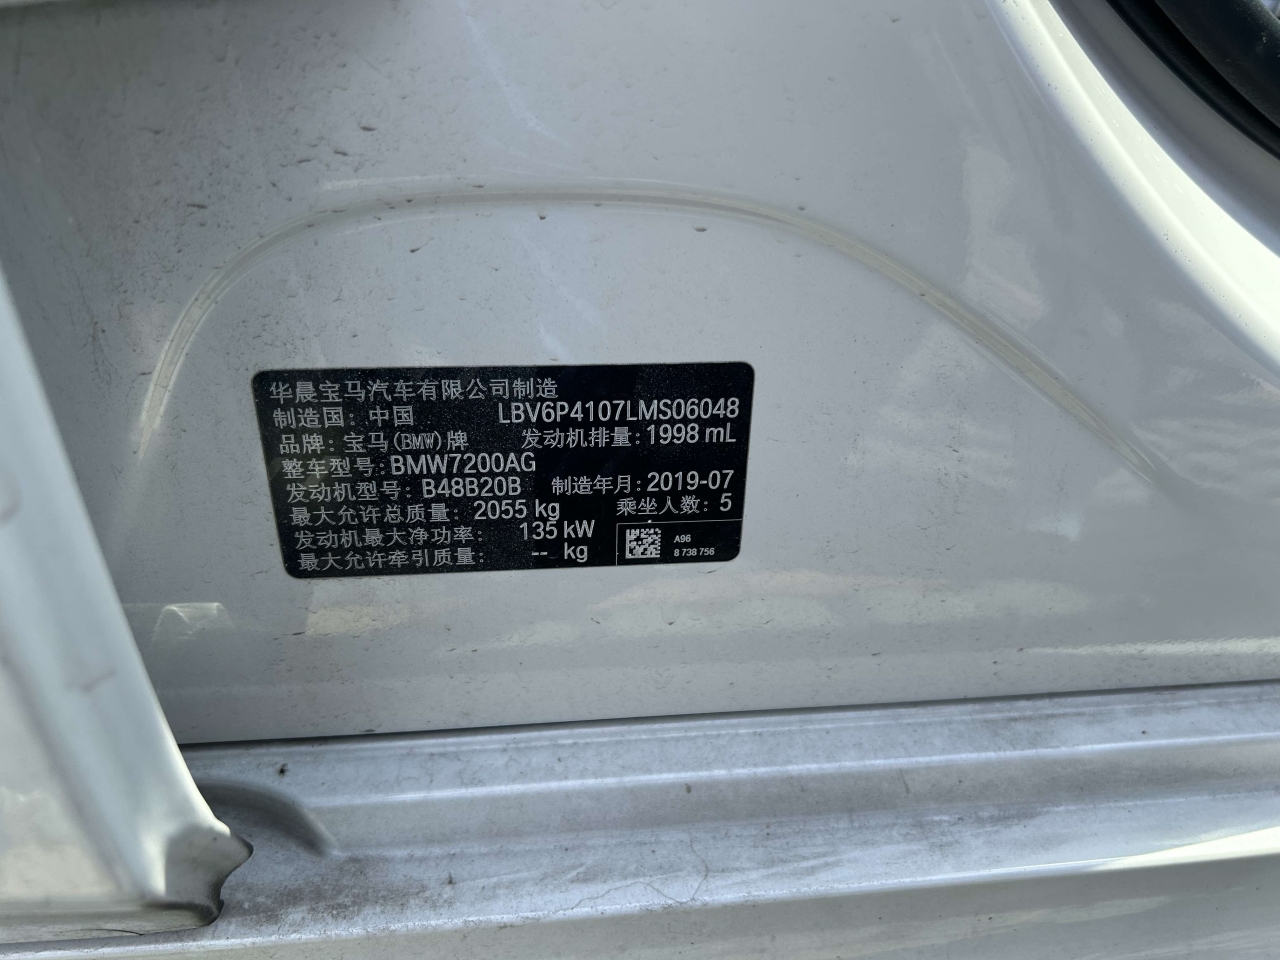 华晨宝马汽车有限公司制造
制造国：中国 LBV6P4107LMS06048
品牌：宝马(BMW)牌 发动机排量：1998 mL
整车型号：BMW7200AG
发动机型号：B48B20B 制造年月：2019-07
最大允许总质量：2055 kg 乘坐人数：5
发动机最大净功率：135 kW
最大允许牵引质量：-- kg
A96
8 738 756